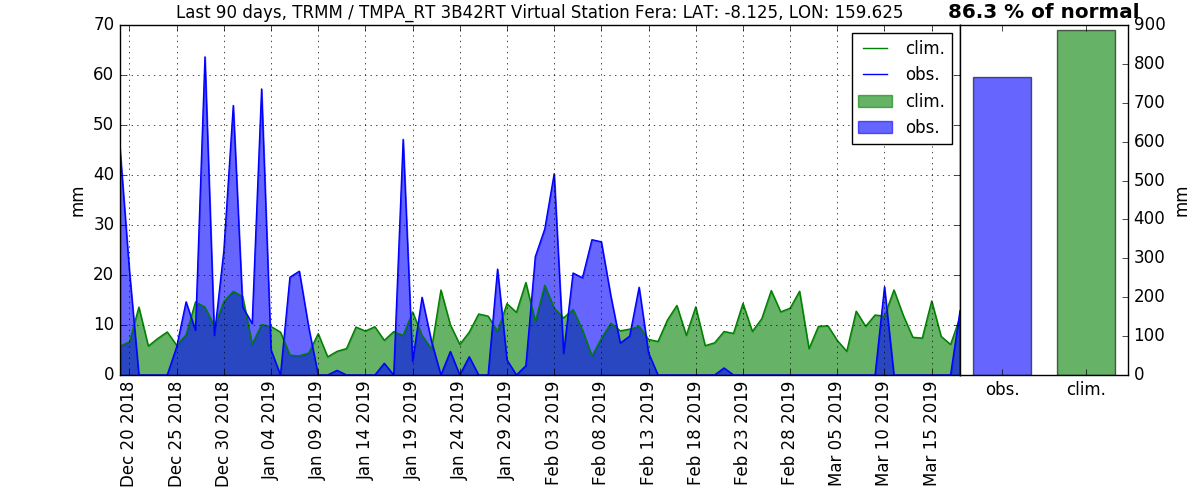 Last 90 days, TRMM / TMPA_RT 3B42RT Virtual Station Fera: LAT: -8.125, LON: 159.625
86.3 % of normal
mm
70
60
50
40
30
20
10
0
clim.
obs.
clim.
obs.
Dec 20 2018
Dec 25 2018
Dec 30 2018
Jan 04 2019
Jan 09 2019
Jan 14 2019
Jan 19 2019
Jan 24 2019
Jan 29 2019
Feb 03 2019
Feb 08 2019
Feb 13 2019
Feb 18 2019
Feb 23 2019
Feb 28 2019
Mar 05 2019
Mar 10 2019
Mar 15 2019
900
800
700
600
500
400
300
200
100
0
mm
obs.
clim.